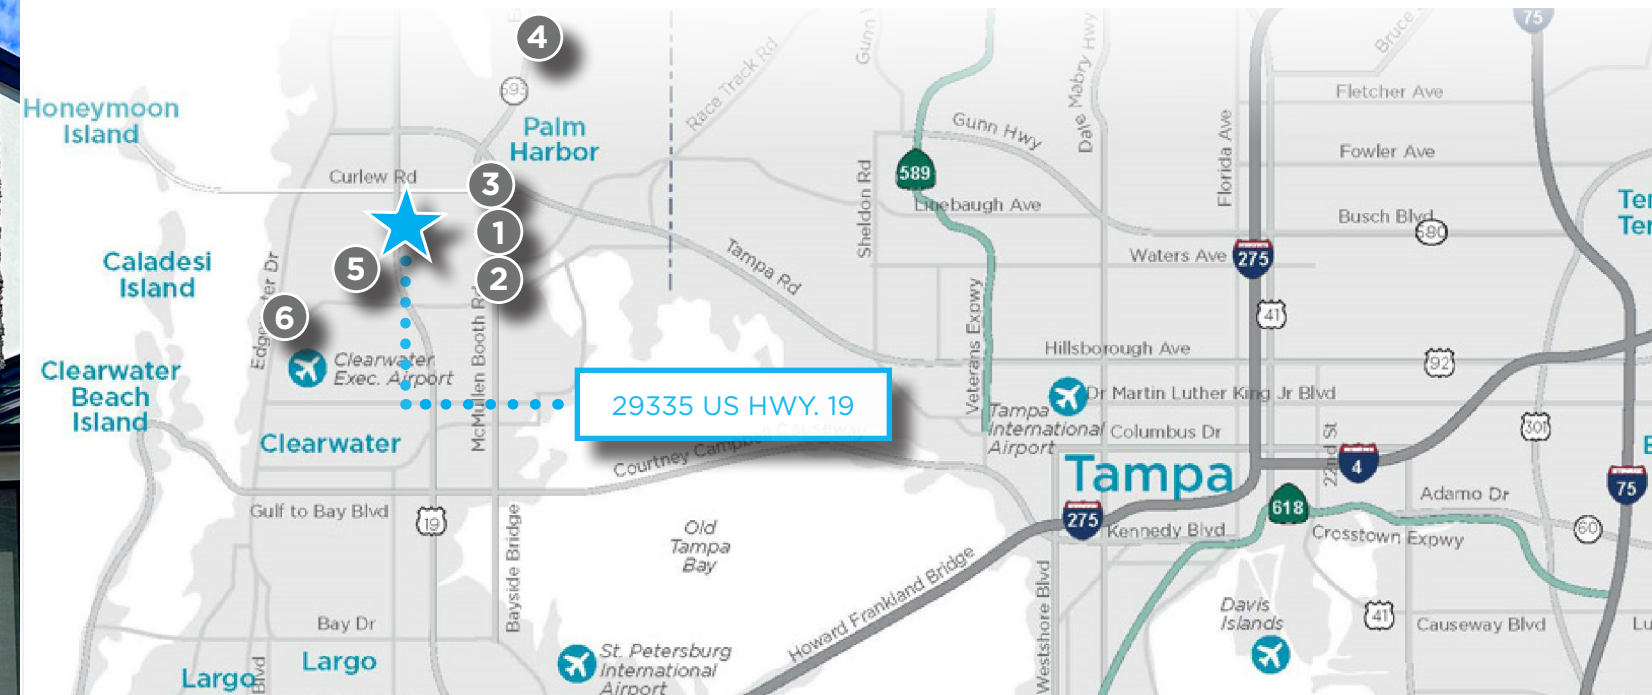 4
75
Gunn
Dale Mabry Hwy
Race Track Rd
593
Fletcher Ave
Honeymoon
Island
Palm
Harbor
Gunn Hwy
Florida Ave
Fowler Ave
Curlew Rd
3
Sheldon Rd
589
Linebaugh Ave
Busch Blvd
580
1
Tampa Rd
Waters Ave
275
Caladesi
Island
5
2
6
Veterans Expwy
41
Clearwater
Exec. Airport
McMullen Booth Rd
Hillsborough Ave
92
Clearwater
Beach
Island
29335 US HWY. 19
Dr Martin Luther King Jr Blvd
Tampa
International
Airport
Columbus Dr
301
Clearwater
Courtney Campbell Causeway
Tampa
22nd St
4
75
Adamo Dr
Gulf to Bay Blvd
19
Bayside Bridge
Old
Tampa
Bay
275
Kennedy Blvd
618
Crosstown Expwy
60
Howard Frankland Bridge
Westshore Blvd
Davis
Islands
41
Causeway Blvd
Bay Dr
Largo
Largo
Blvd
St. Petersburg
International
Airport